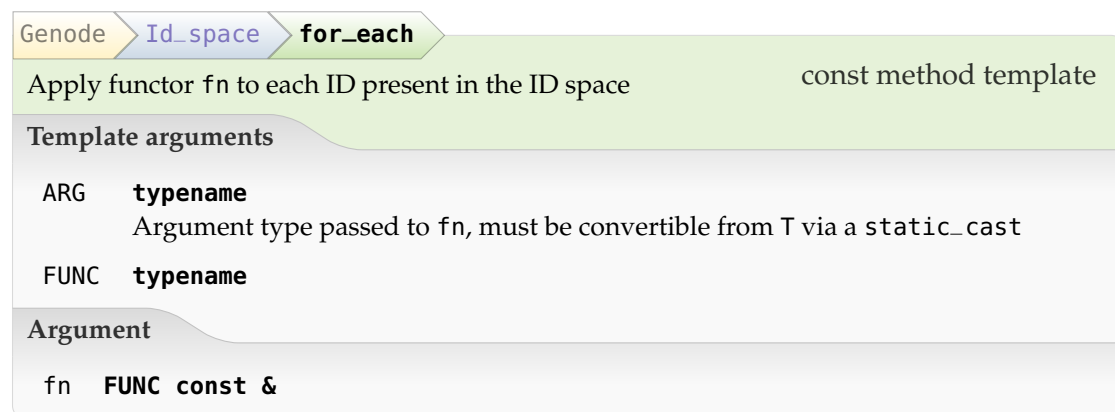 Genode Id_space for_each
Apply functor fn to each ID present in the ID space const method template
Template arguments
ARG typename
Argument type passed to fn, must be convertible from T via a static_cast
FUNC typename
Argument
fn FUNC const &